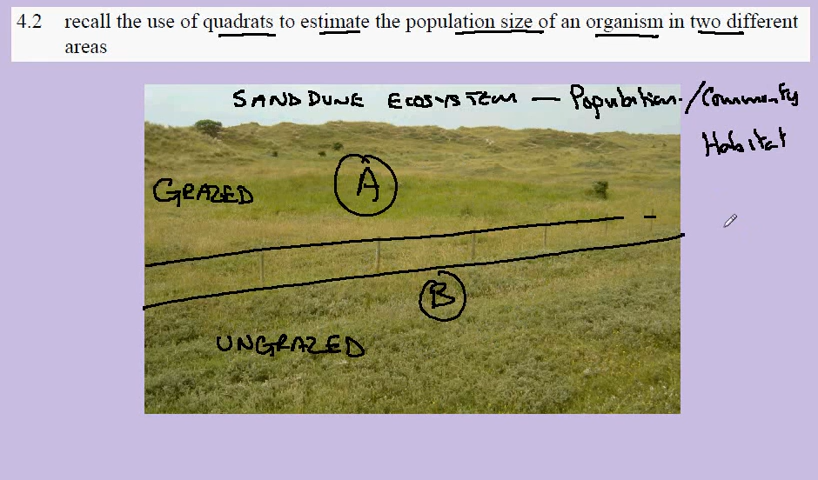 4.2 recall the use of quadrats to estimate the population size of an organism in two different
areas
SAND DUNE ECOSYSTEM — Population /Community
Habitat
GRAZED
A
B
UNGRAZED